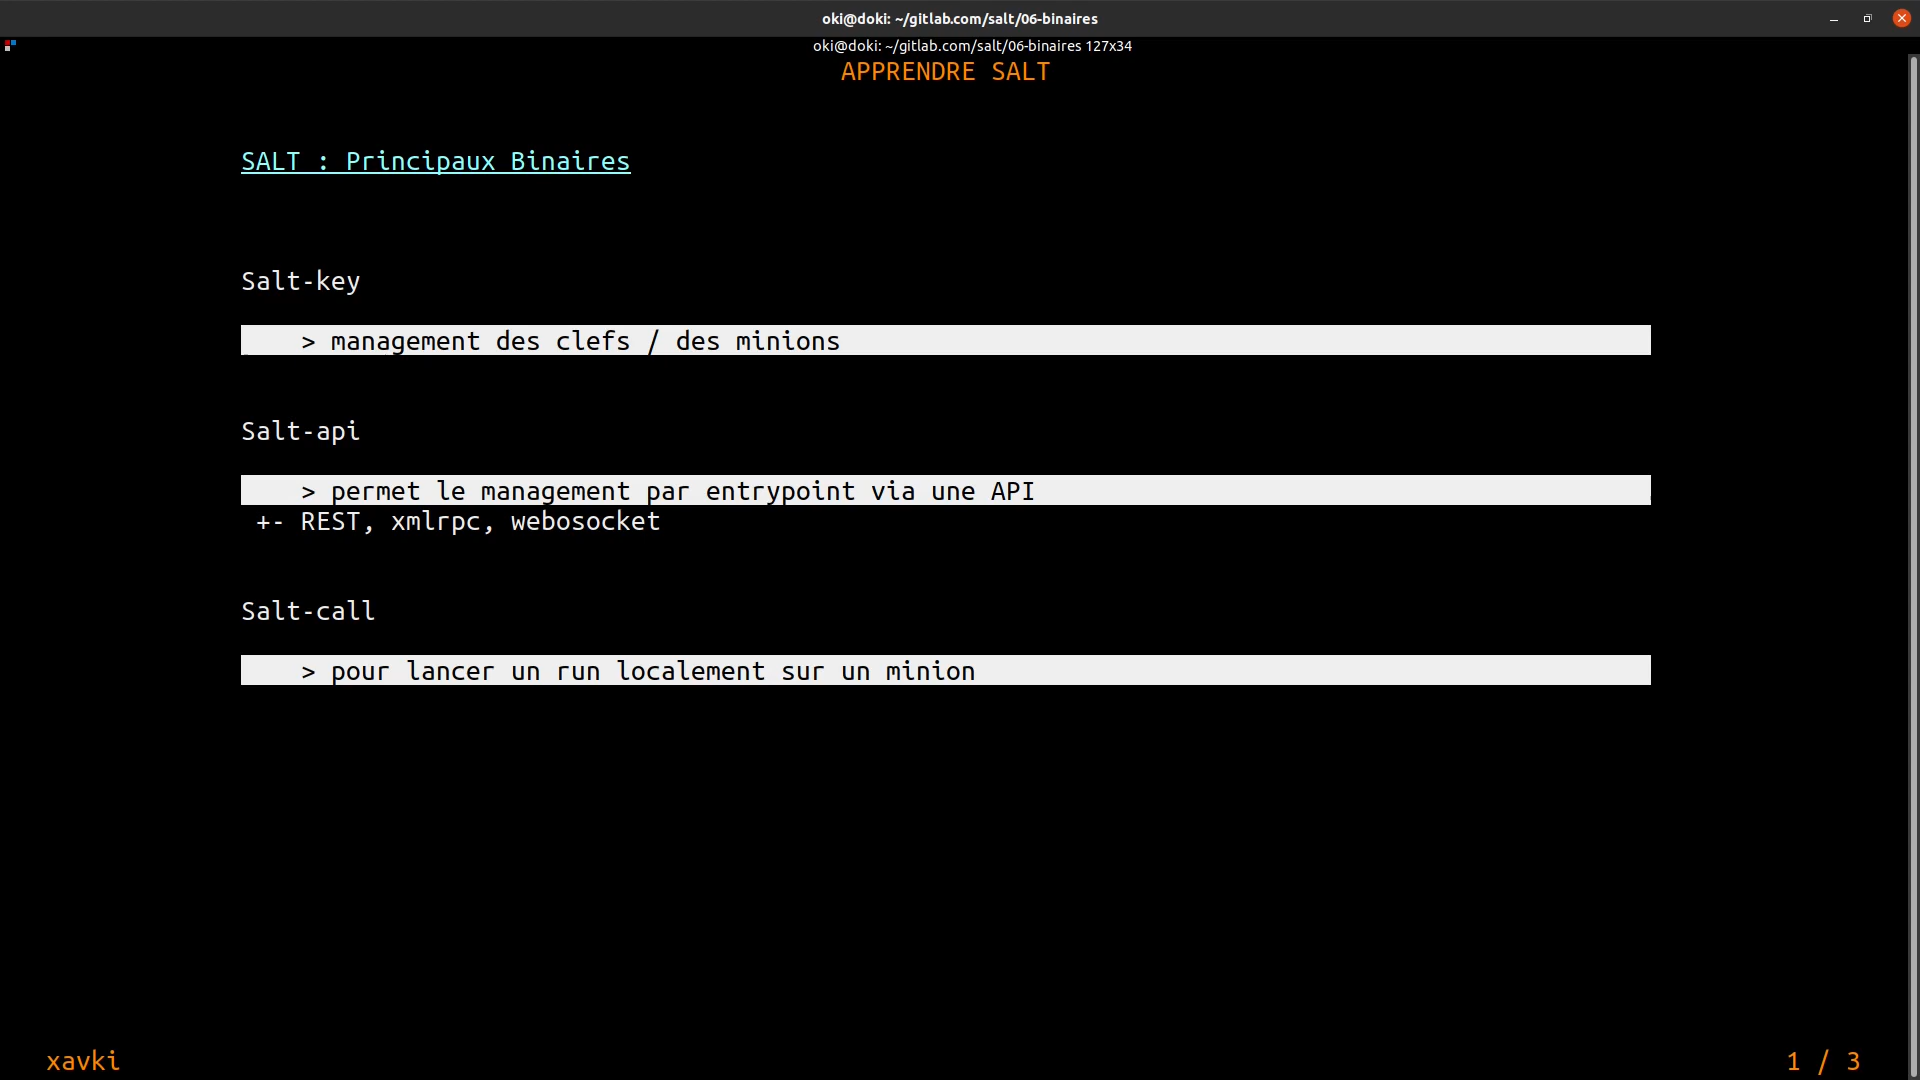 oki@doki: ~/gitlab.com/salt/06-binaires
oki@doki: ~/gitlab.com/salt/06-binaires 127x34
APPRENDRE SALT
SALT : Principaux Binaires
Salt-key
> management des clefs / des minions
Salt-api
> permet le management par entrypoint via une API
+- REST, xmlrpc, webosocket
Salt-call
> pour lancer un run localement sur un minion
xavki
1 / 3